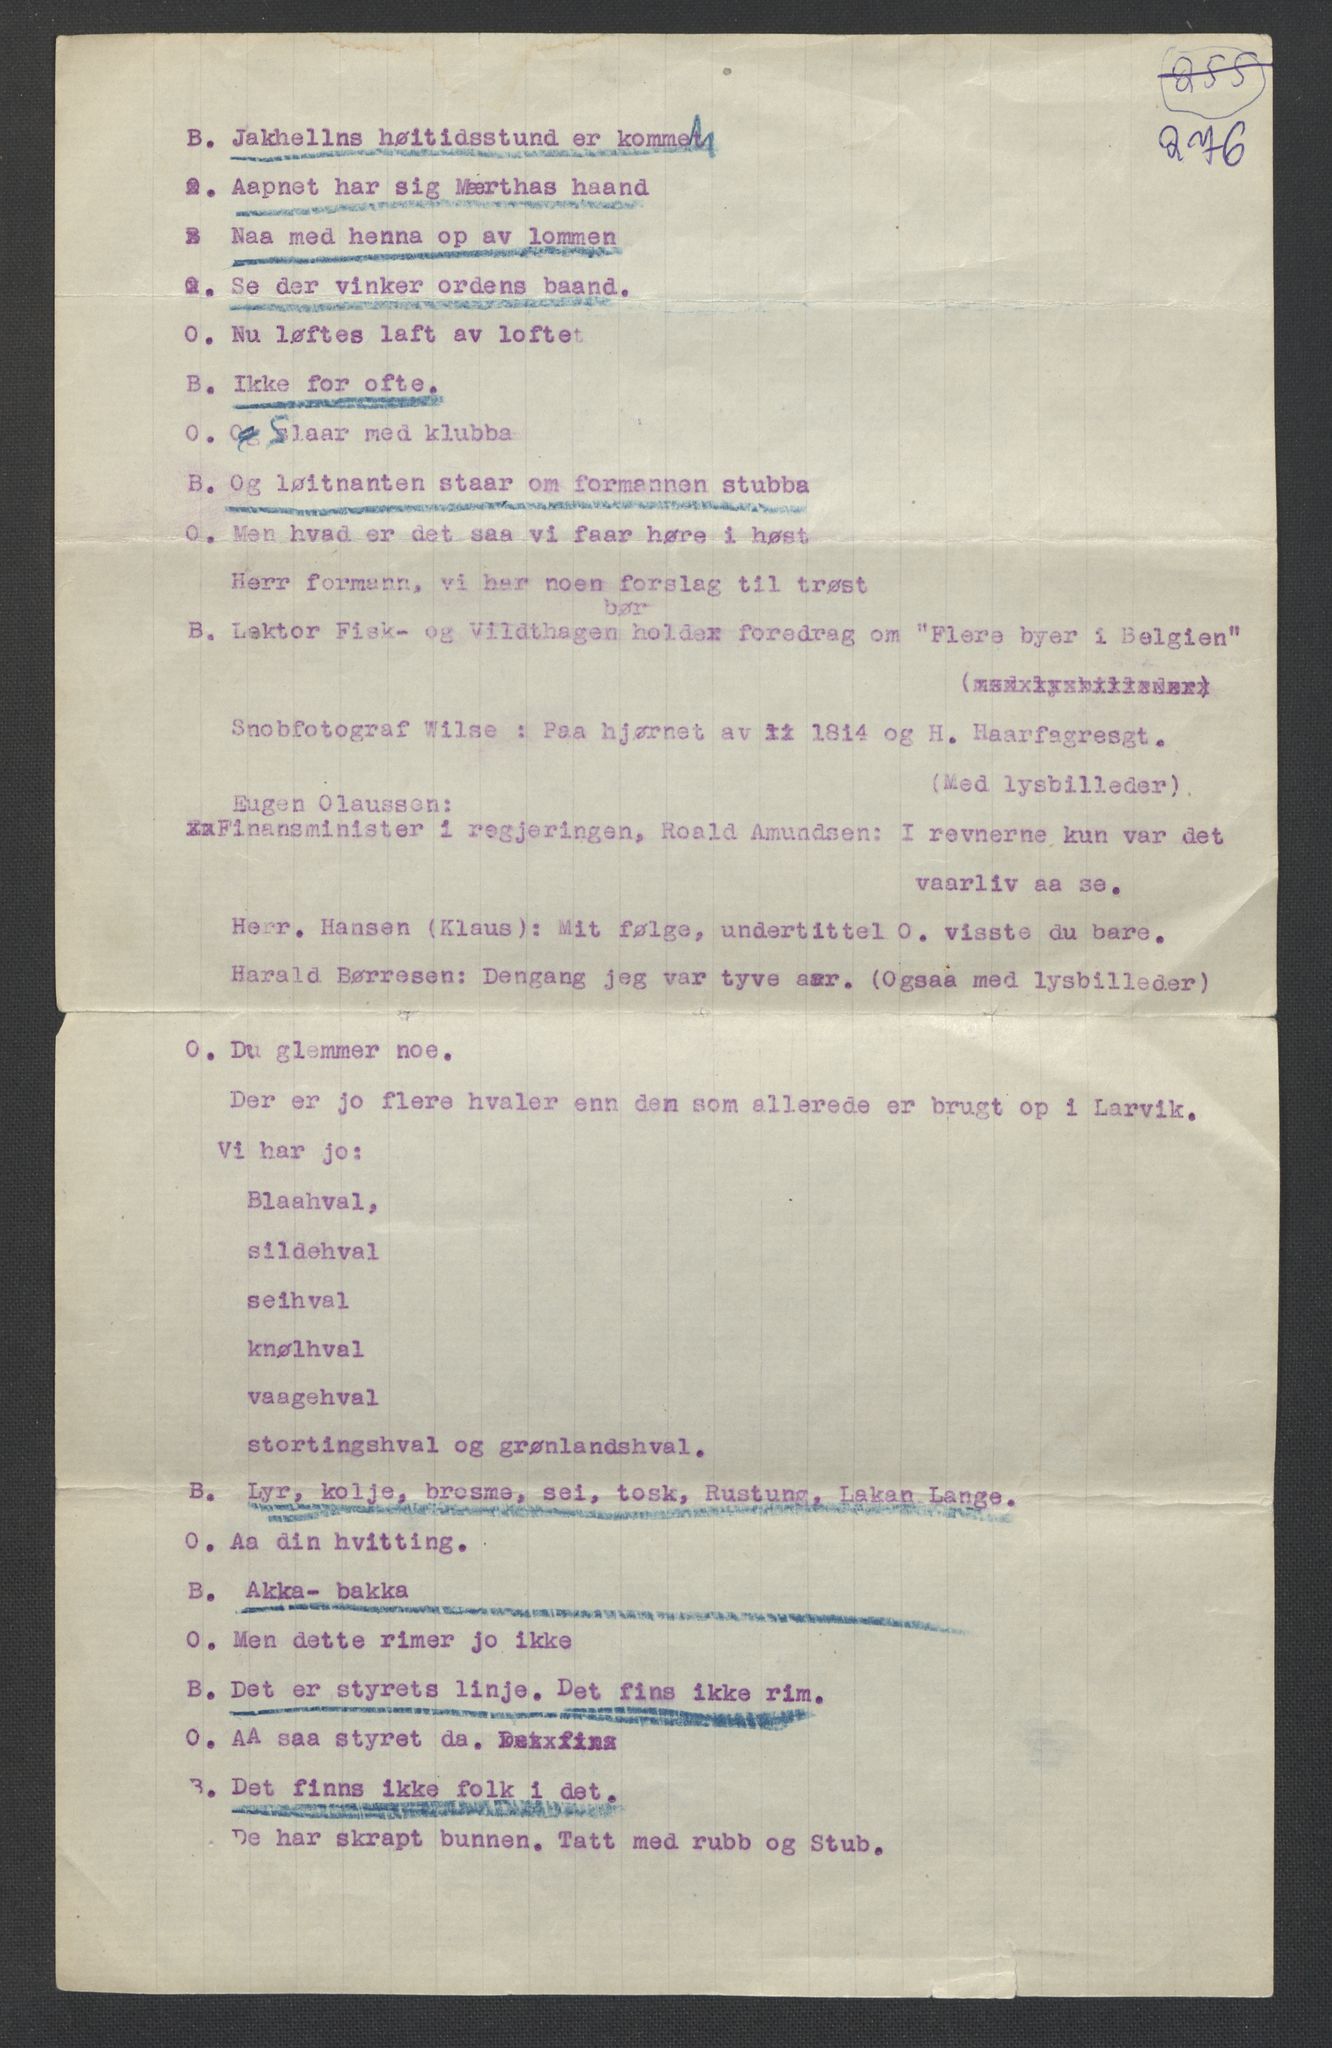 255
276
B. Jakhellns høitidsstund er kommet
O. Aapnet har sig Mærthas haand
B Naa med henna op av lommen
O. Se der vinker ordens baand.
O. Nu løftes laft av loftet
B. Ikke for ofte.
O. Og Slaar med klubba
B. Og løitnanten staar om formannen stubba
O. Men hvad er det saa vi faar høre i høst
Herr formann, vi har noen forslag til trøst
bør
B. Lektor Fisk- og Vildthagen holder foredrag om "Flere byer i Belgien"
(med lysbilleder)
Snobfotograf Wilse : Paa hjørnet av 1814 og H. Haarfagresgt.
(Med lysbilleder).
Eugen Olaussen:
Finansminister i regjeringen, Roald Amundsen: I revnerne kun var det
vaarliv aa se.
Herr. Hansen (Klaus): Mit følge, undertittel O. visste du bare.
Harald Børresen: Dengang jeg var tyve aar. (Ogsaa med lysbilleder)
O. Du glemmer noe.
Der er jo flere hvaler enn den som allerede er brugt op i Larvik.
Vi har jo:
Blaahval,
sildehval
seihval
knølhval
vaagehval
stortingshval og grønlandshval.
B. Lyr, kolje, brosme, sei, tosk, Rustung, Lakan Lange.
O. Aa din hvitting.
B. Akka- bakka
O. Men dette rimer jo ikke
B. Det er styrets linje. Det fins ikke rim.
O. AA saa styret da. Det fins
B. Det finns ikke folk i det.
De har skrapt bunnen. Tatt med rubb og Stub.